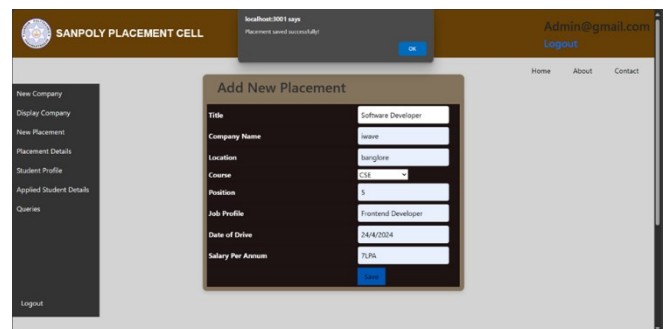 localhost:3001 says
Placement saved successfully!
OK
SANPOLY PLACEMENT CELL
Admin@gmail.com
Logout
Home About Contact
New Company
Display Company
New Placement
Placement Details
Student Profile
Applied Student Details
Queries
Logout
Add New Placement
Title Software Developer
Company Name iwave
Location banglore
Course CSE
Position 5
Job Profile Frontend Developer
Date of Drive 24/4/2024
Salary Per Annum 7LPA
Save